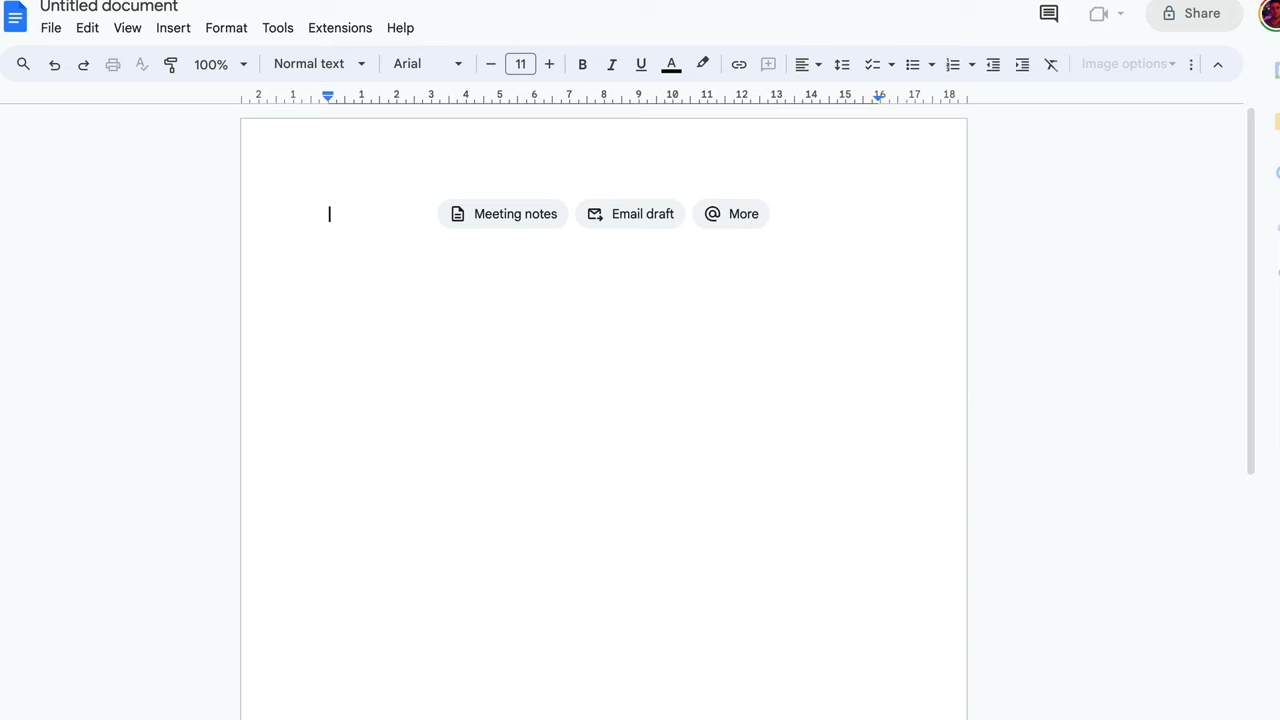 Untitled document
File Edit View Insert Format Tools Extensions Help
Share
100% Normal text Arial 11 B I U A Image options
2 1 1 2 3 4 5 6 7 8 9 10 11 12 13 14 15 16 17 18
Meeting notes Email draft More